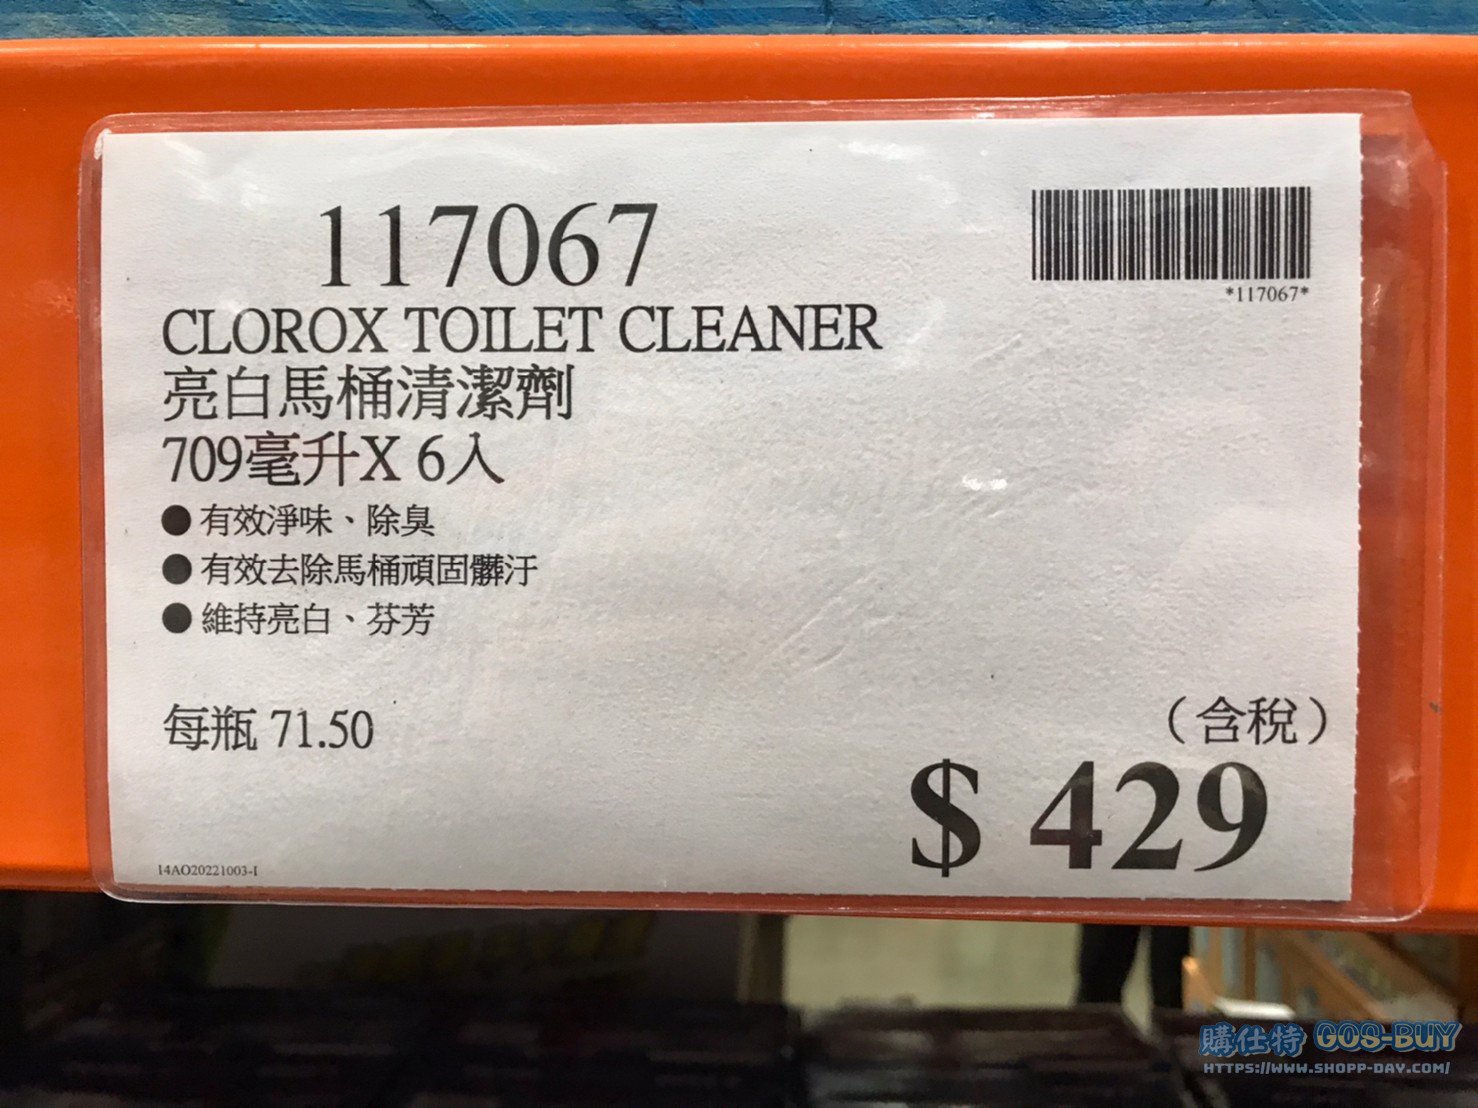 117067
*117067*
CLOROX TOILET CLEANER
亮白馬桶清潔劑
709毫升X 6入
●有效淨味、除臭
●有效去除馬桶頑固髒汙
●維持亮白、芬芳
每瓶 71.50
（含稅）
$ 429
14AO20221003-I
購仕特 GOS-BUY
HTTPS://WWW.SHOPP-DAY.COM/